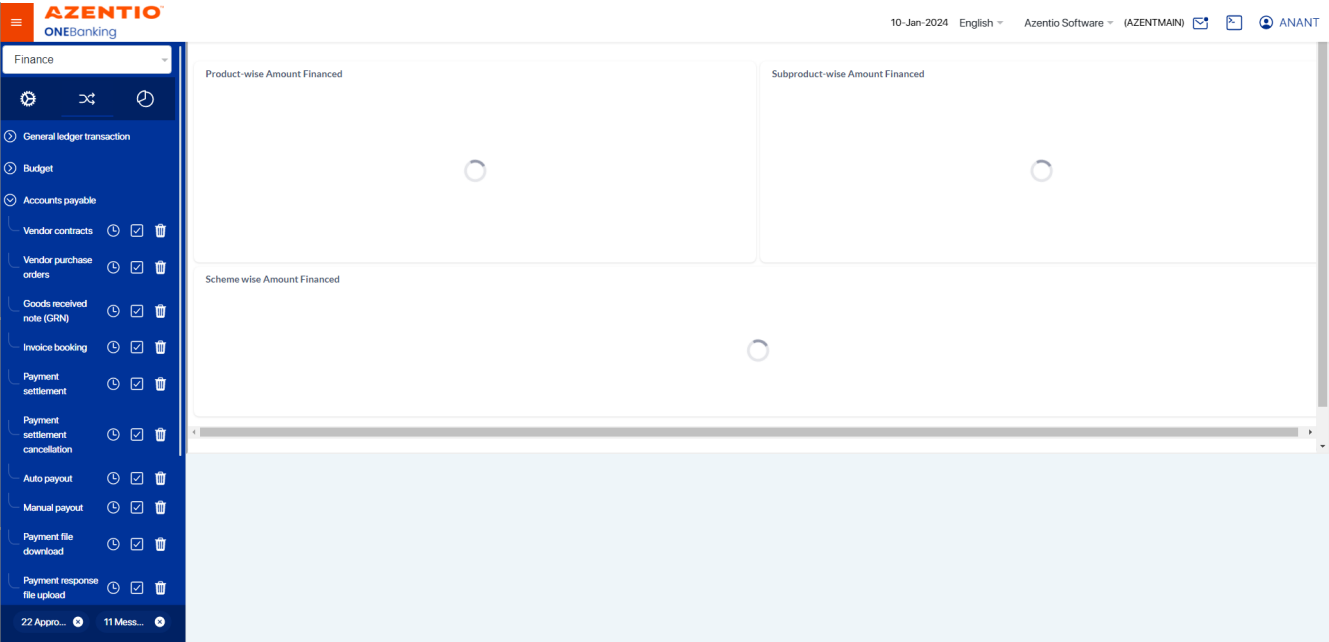 AZENTIO
ONEBanking
10-Jan-2024 English Azentio Software (AZENTMAIN) ANANT
Finance
General ledger transaction
Budget
Accounts payable
Vendor contracts
Vendor purchase
orders
Goods received
note (GRN)
Invoice booking
Payment
settlement
Payment
settlement
cancellation
Auto payout
Manual payout
Payment file
download
Payment response
file upload
22 Appro... 11 Mess...
Product-wise Amount Financed
Subproduct-wise Amount Financed
Scheme wise Amount Financed